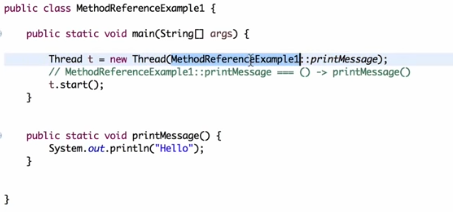 public class MethodReferenceExample1 {
public static void main(String[] args) {
Thread t = new Thread(MethodReferenceExample1::printMessage);
// MethodReferenceExample1::printMessage === () -> printMessage()
t.start();
}
public static void printMessage() {
System.out.println("Hello");
}
}